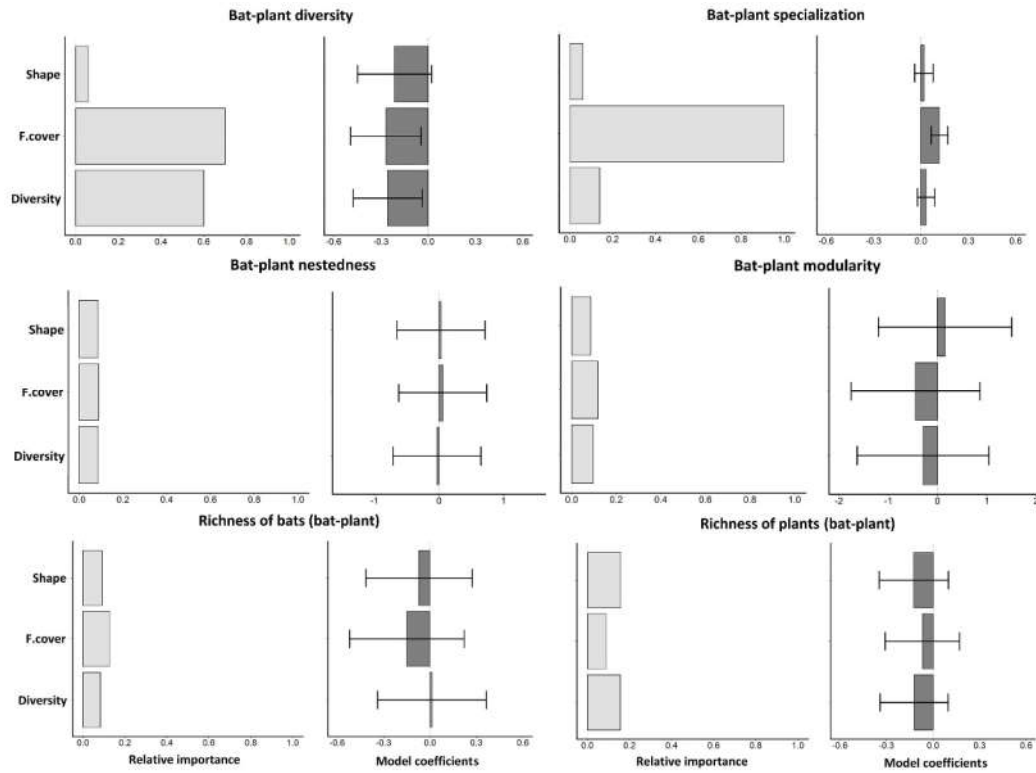 Bat-plant diversity
Bat-plant specialization
Shape
F.cover
Diversity
0.0 0.2 0.4 0.6 0.8 1.0
-0.6 -0.3 0.0 0.3 0.6
0.0 0.2 0.4 0.6 0.8 1.0
-0.6 -0.3 0.0 0.3 0.6
Bat-plant nestedness
Bat-plant modularity
Shape
F.cover
Diversity
0.0 0.2 0.4 0.6 0.8 1.0
-1 0 1
0.0 0.2 0.4 0.6 0.8 1.0
-2 -1 0 1 2
Richness of bats (bat-plant)
Richness of plants (bat-plant)
Shape
F.cover
Diversity
0.0 0.2 0.4 0.6 0.8 1.0
-0.6 -0.3 0.0 0.3 0.6
0.0 0.2 0.4 0.6 0.8 1.0
-0.6 -0.3 0.0 0.3 0.6
Relative importance
Model coefficients
Relative importance
Model coefficients